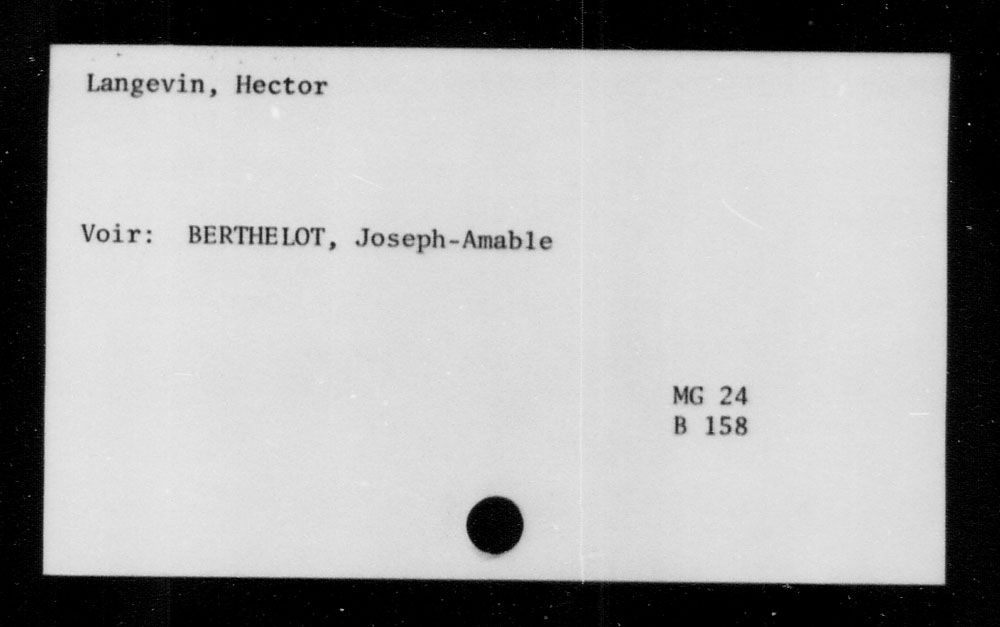 Langevin, Hector
Voir: BERTHELOT, Joseph-Amable
MG 24
B 158